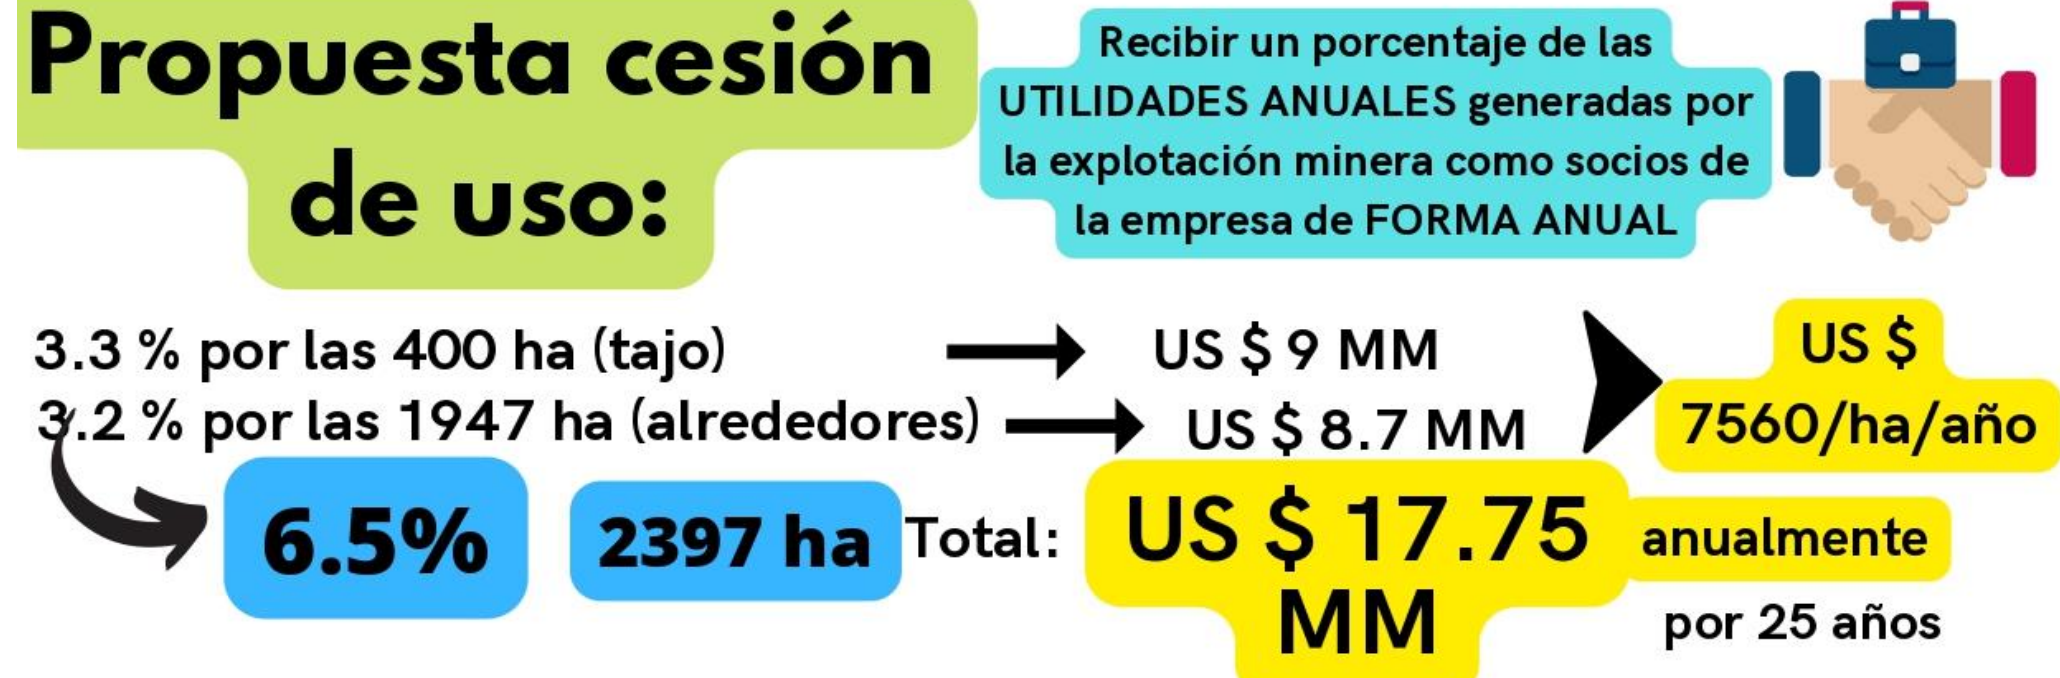 Propuesta cesión
de uso:
Recibir un porcentaje de las
UTILIDADES ANUALES generadas por
la explotación minera como socios de
la empresa de FORMA ANUAL
3.3 % por las 400 ha (tajo)
US $ 9 MM
3.2 % por las 1947 ha (alrededores)
US $ 8.7 MM
US $
7560/ha/año
6.5%
2397 ha
Total:
US $ 17.75
MM
anualmente
por 25 años